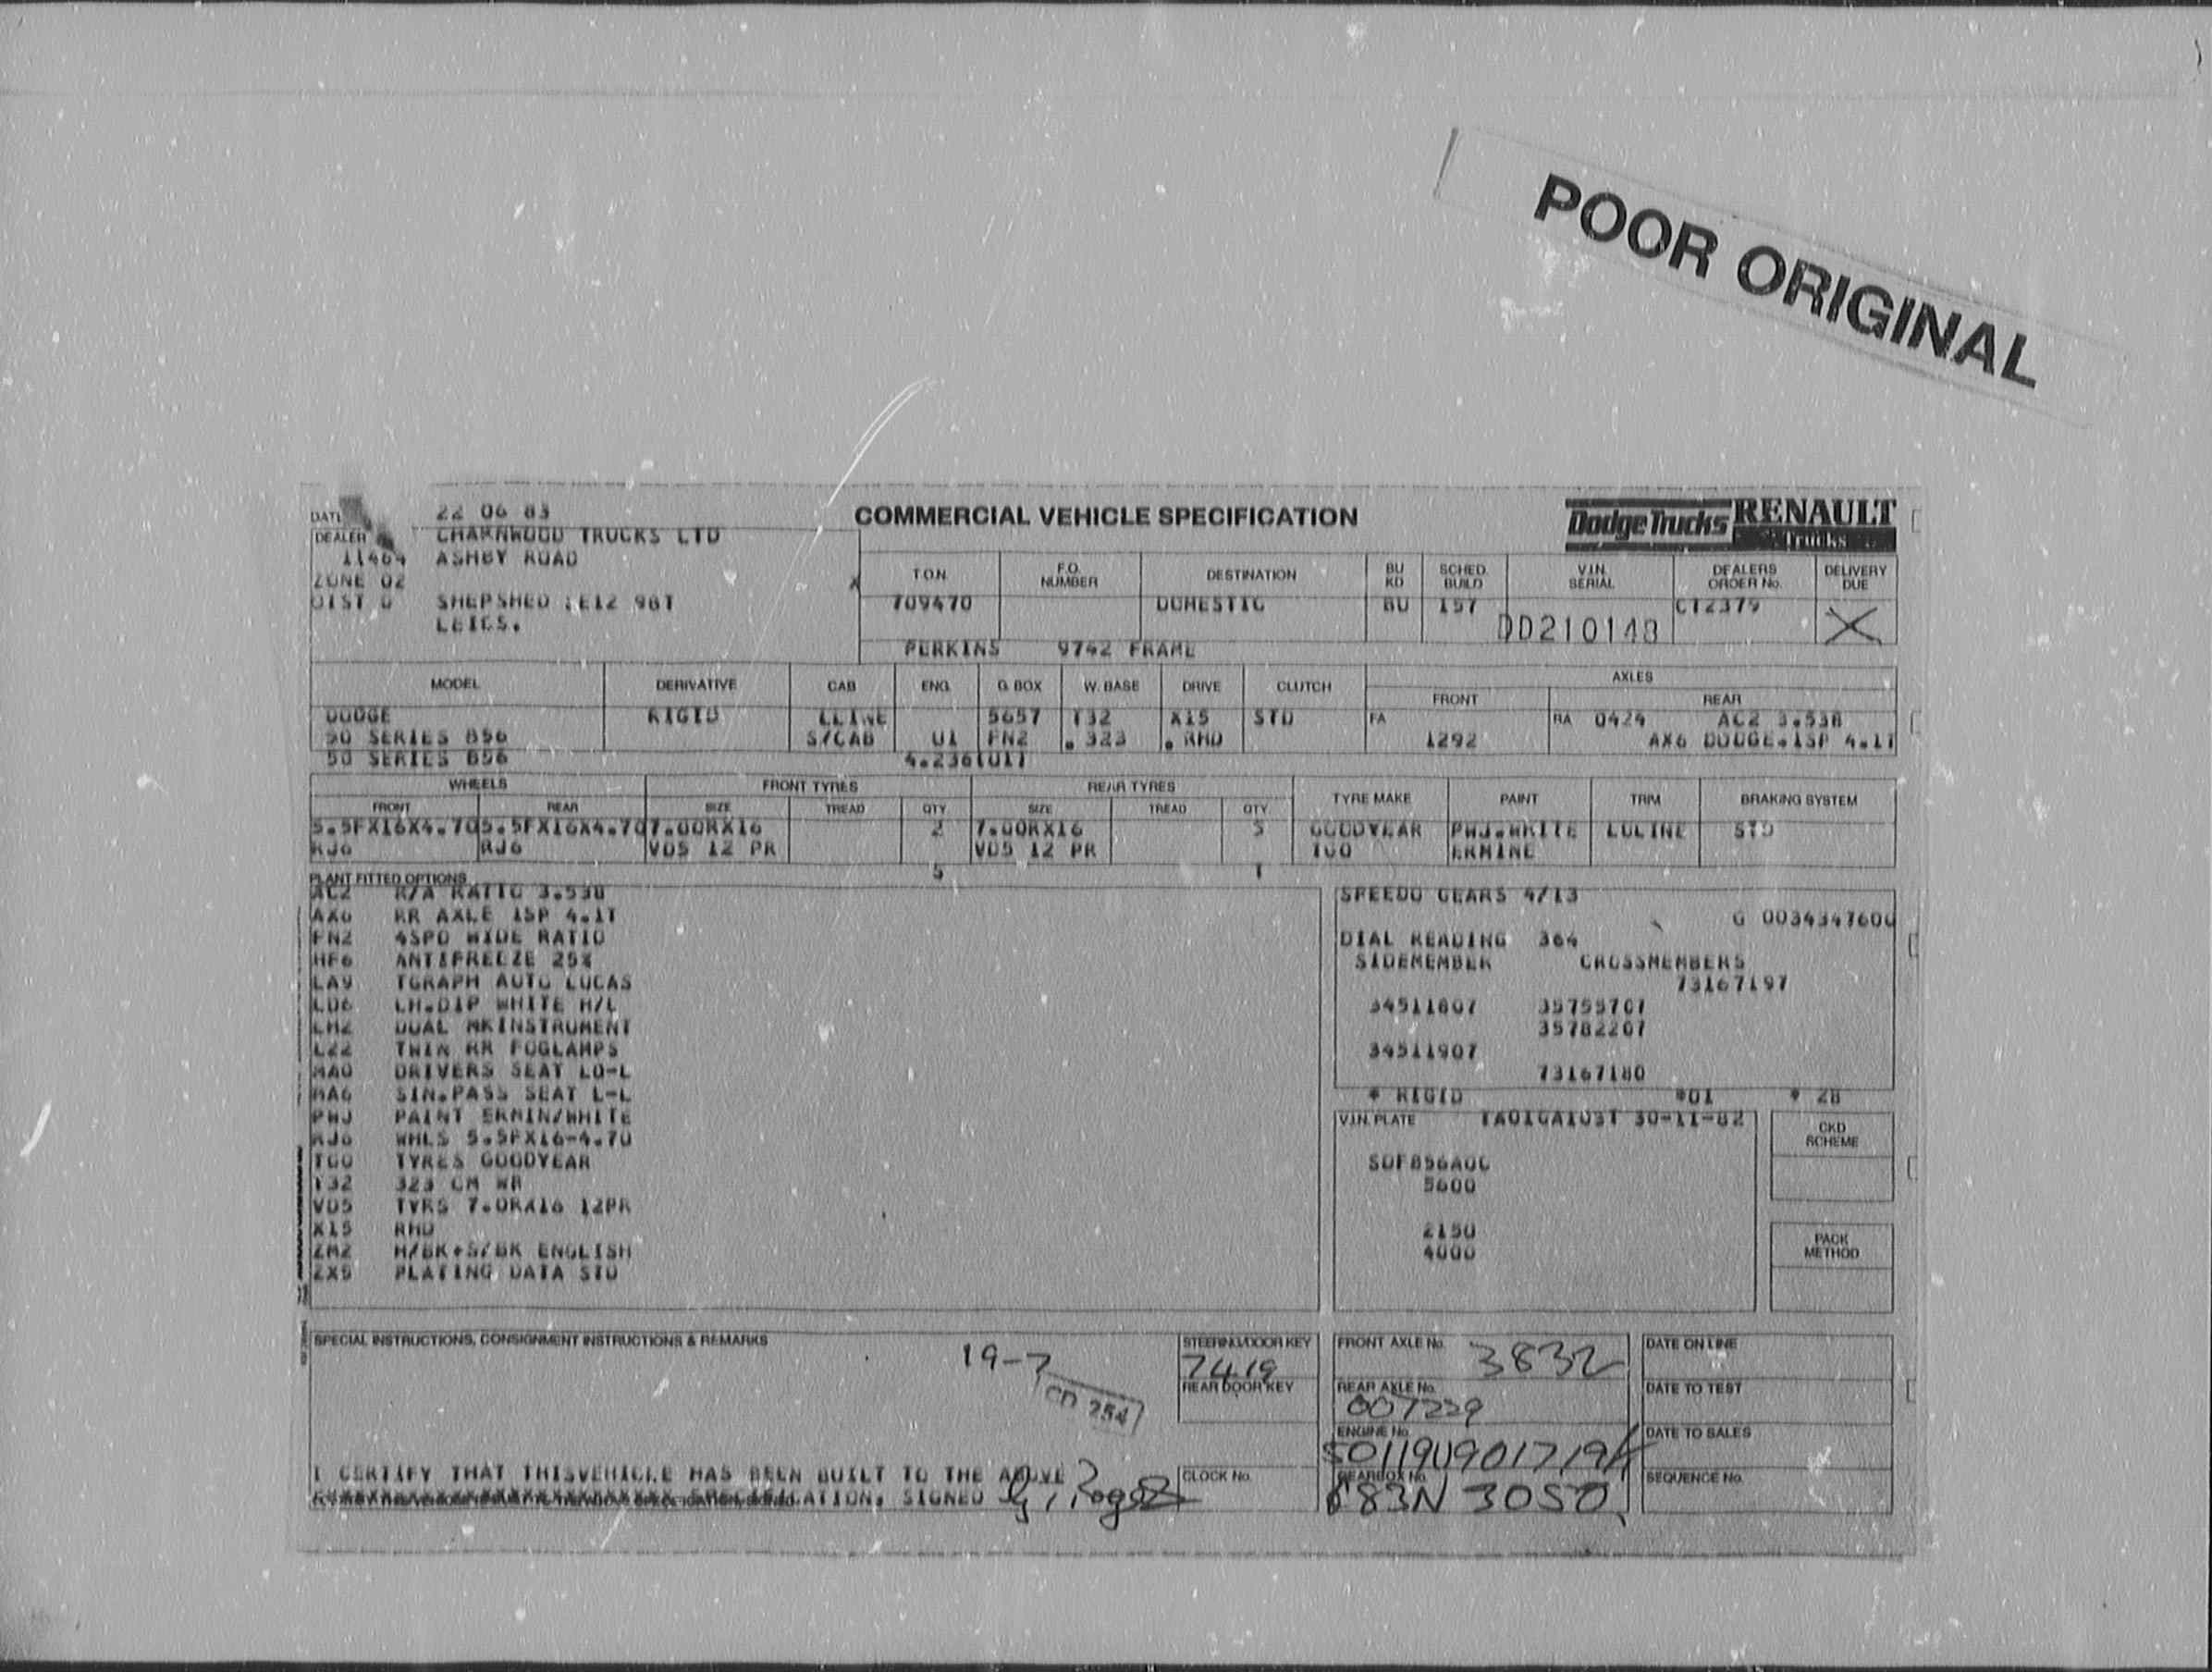 POOR ORIGINAL
DATE 22 06 83
COMMERCIAL VEHICLE SPECIFICATION
Dodge Trucks RENAULT Trucks
DEALER CHARNWOOD TRUCKS LTD
11464 ASHBY ROAD
ZONE 02
DIST 0 SHEPSHED LE12 9BT
LEICS.
T.O.N. F.O. NUMBER DESTINATION BU KD SCHED. BUILD V.I.N. SERIAL DEALERS ORDER No. DELIVERY DUE
709470 DOMESTIC BU 157 DD210148 CT2379 X
PERKINS 9742 FRAME
MODEL DERIVATIVE CAB ENG. G. BOX W. BASE DRIVE CLUTCH AXLES
FRONT REAR
DODGE RIGID LLINE 5657 T32 X15 STD FA RA 0424 AC2 3.538
50 SERIES B56 S/CAB U1 FN2 . 323 . RHD 1292 AX6 DODGE.1SP 4.1T
50 SERIES B56 4.236(U1)
WHEELS FRONT TYRES REAR TYRES TYRE MAKE PAINT TRIM BRAKING SYSTEM
FRONT REAR SIZE TREAD QTY SIZE TREAD QTY
5.5FX16X4.70 5.5FX16X4.70 7.00RX16 2 7.00RX16 5 GOODYEAR PWJ.WHITE LOLINE STD
RJ6 RJ6 VD5 12 PR VD5 12 PR TGO ERMINE
5 1
PLANT FITTED OPTIONS
AC2 R/A RATIO 3.538
AX6 RR AXLE 1SP 4.1T
FN2 4SPD WIDE RATIO
HF6 ANTIFREEZE 25%
LA9 TGRAPH AUTO LUCAS
LD6 LH.DIP WHITE H/L
LH2 DUAL MKINSTRUMENT
L22 TWIN RR FOGLAMPS
MA0 DRIVERS SEAT LO-L
MA6 SIN.PASS SEAT L-L
PWJ PAINT ERMIN/WHITE
RJ6 WHLS 5.5FX16-4.70
TGO TYRES GOODYEAR
T32 323 CM WB
VD5 TYRS 7.0RX16 12PR
X15 RHD
ZM2 H/BK+S/BK ENGLISH
ZX5 PLATING DATA STD
SPEEDO GEARS 4/13
G 0034347600
DIAL READING 364
SIDEMEMBER CROSSMEMBERS
73167197
34511807 35755707
35782207
34511907
73167180
* RIGID *01 * 28
V.I.N. PLATE TA01GA10ST 30-11-82
SDFB56A0C
5600
2150
4000
CKD SCHEME
PACK METHOD
SPECIAL INSTRUCTIONS, CONSIGNMENT INSTRUCTIONS & REMARKS
19-7
CD 254
STEERING/DOOR KEY 7419
REAR DOOR KEY
FRONT AXLE No. 3832
REAR AXLE No. 007229
ENGINE No.
GEARBOX No. 83N 3050
DATE ON LINE
DATE TO TEST
DATE TO SALES
SEQUENCE No.
CLOCK No.
I CERTIFY THAT THISVEHICLE HAS BEEN BUILT TO THE ABOVE
SPECIFICATION, SIGNED